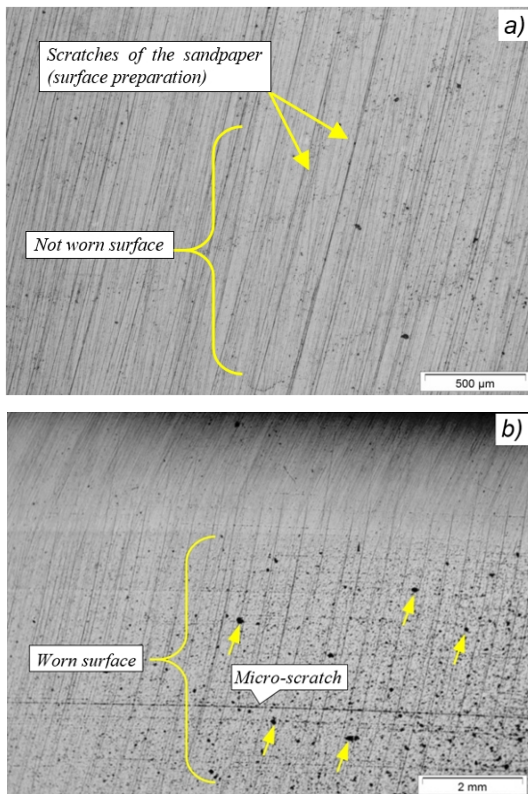 a)
Scratches of the sandpaper
(surface preparation)
Not worn surface
500 µm
b)
Worn surface
Micro-scratch
2 mm